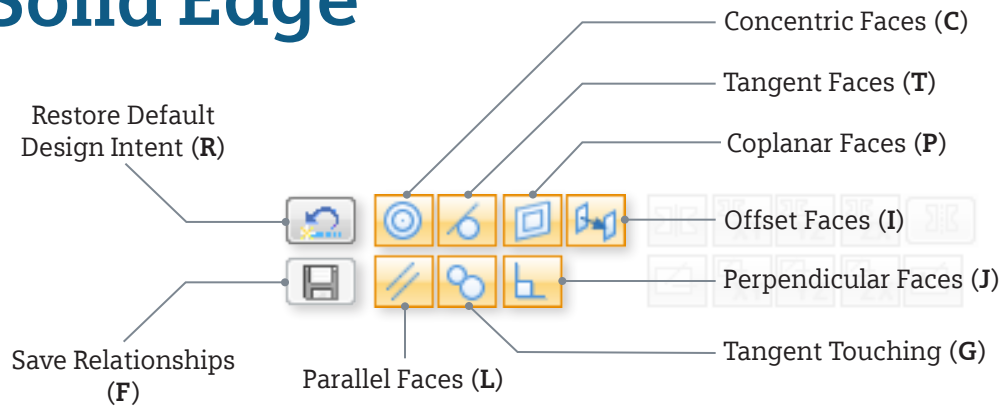 Solid Edge
Concentric Faces (C)
Tangent Faces (T)
Restore Default
Design Intent (R)
Coplanar Faces (P)
Offset Faces (I)
Perpendicular Faces (J)
Save Relationships
(F)
Parallel Faces (L)
Tangent Touching (G)